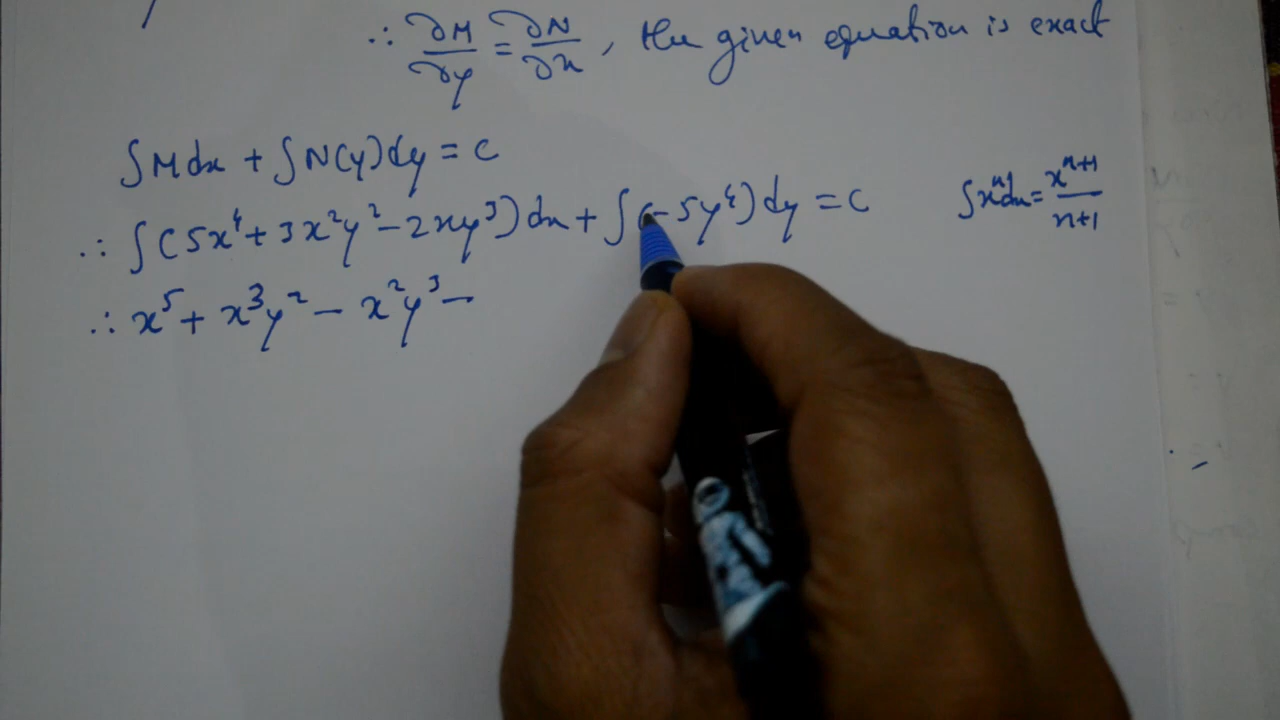 ∴ ∂M/∂y = ∂N/∂x, the given equation is exact
∫Mdx + ∫N(y)dy = c
∴ ∫(5x⁴ + 3x²y² - 2xy³)dx + ∫(-5y⁴)dy = c
∫xⁿdx = xⁿ⁺¹/n+1
∴ x⁵ + x³y² - x²y³ -